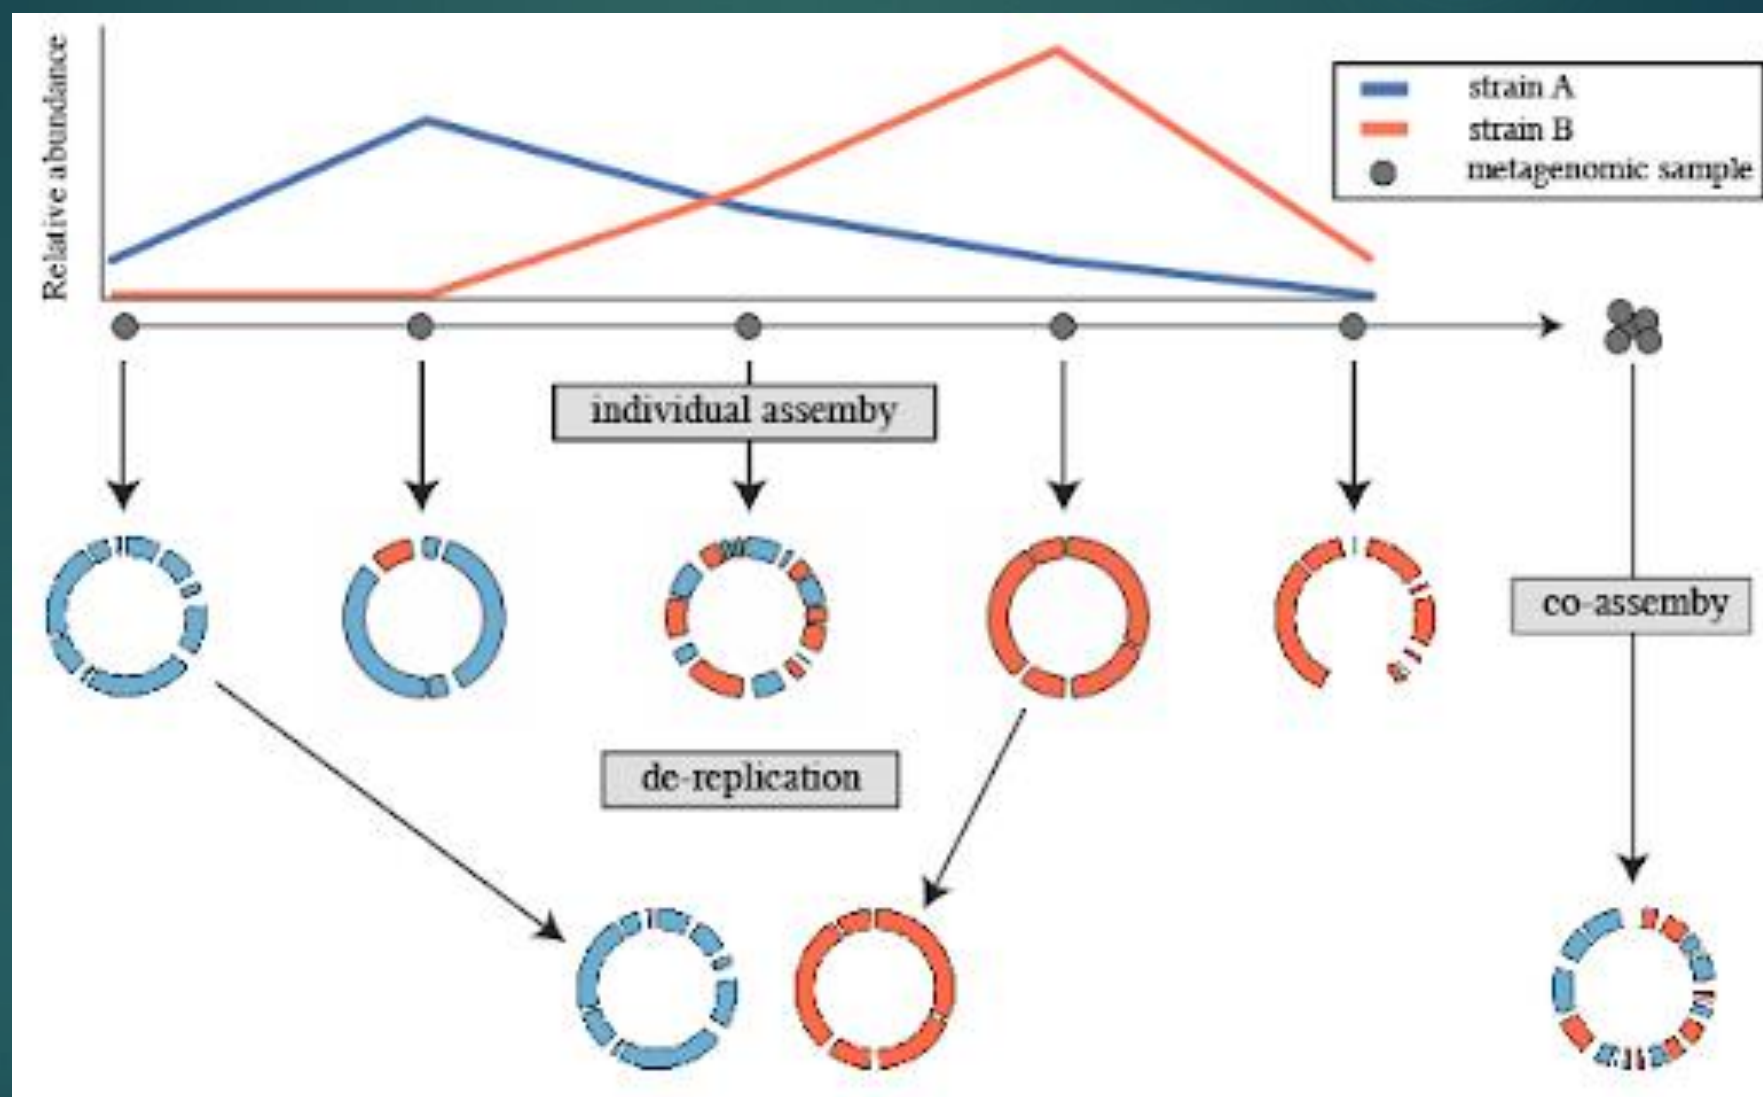 Relative abundance
strain A
strain B
metagenomic sample
individual assemby
co-assemby
de-replication